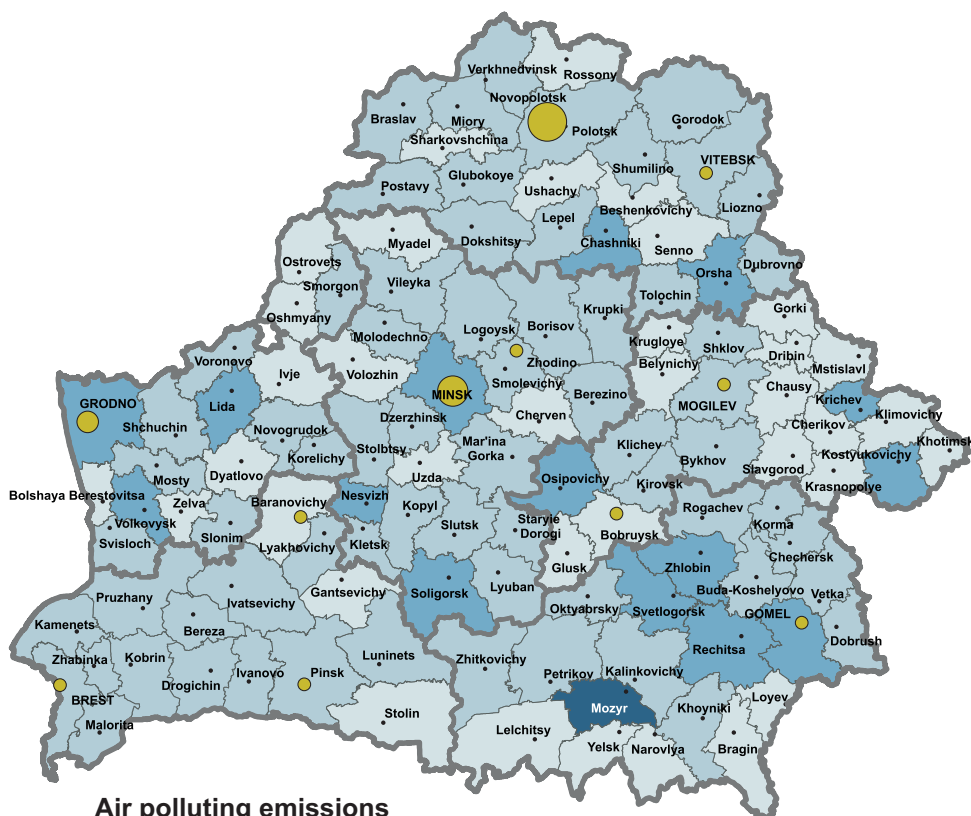 Verkhnedvinsk
Rossony
Novopolotsk
Braslav
Miory
Polotsk
Gorodok
Sharkovshchina
VITEBSK
Shumilino
Glubokoye
Postavy
Ushachy
Beshenkovichy
Liozno
Lepel
Myadel
Dokshitsy
Chashniki
Senno
Ostrovets
Orsha
Dubrovno
Smorgon
Vileyka
Tolochin
Gorki
Oshmyany
Krupki
Logoysk
Borisov
Molodechno
Krugloye
Shklov
Voronovo
Dribin
Ivje
Volozhin
Zhodino
Belynichy
Mstislavl
Smolevichy
Chausy
MINSK
Berezino
Krichev
GRODNO
Lida
MOGILEV
Klimovichy
Cherven
Dzerzhinsk
Cherikov
Shchuchin
Novogrudok
Khotimsk
Klichev
Mar'ina
Gorka
Korelichy
Bykhov
Stolbtsy
Kostyukovichy
Slavgorod
Dyatlovo
Uzda
Mosty
Osipovichy
Kirovsk
Krasnopolye
Bolshaya Berestovitsa
Nesvizh
Baranovichy
Zelva
Rogachev
Kopyl
Volkovysk
Slutsk
Staryie
Dorogi
Korma
Bobruysk
Slonim
Svisloch
Lyakhovichy
Kletsk
Chechersk
Glusk
Zhlobin
Lyuban
Soligorsk
Buda-Koshelyovo
Gantsevichy
Ivatsevichy
Pruzhany
Vetka
Oktyabrsky
Svetlogorsk
GOMEL
Kamenets
Bereza
Dobrush
Rechitsa
Luninets
Zhabinka
Kobrin
Zhitkovichy
Kalinkovichy
Pinsk
Petrikov
Ivanovo
Drogichin
BREST
Loyev
Mozyr
Stolin
Khoyniki
Malorita
Lelchitsy
Bragin
Yelsk
Narovlya
Air polluting emissions